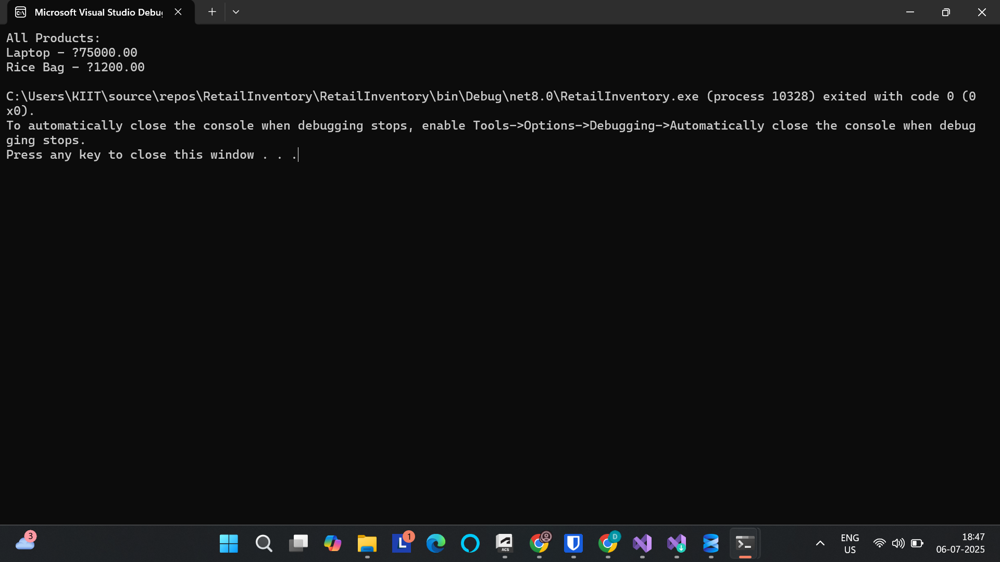 Microsoft Visual Studio Debu
All Products:
Laptop - ?75000.00
Rice Bag - ?1200.00
C:\Users\KIIT\source\repos\RetailInventory\RetailInventory\bin\Debug\net8.0\RetailInventory.exe (process 10328) exited with code 0 (0
x0).
To automatically close the console when debugging stops, enable Tools->Options->Debugging->Automatically close the console when debug
ging stops.
Press any key to close this window . . .
3
L
1
ACS
D
ENG
US
18:47
06-07-2025